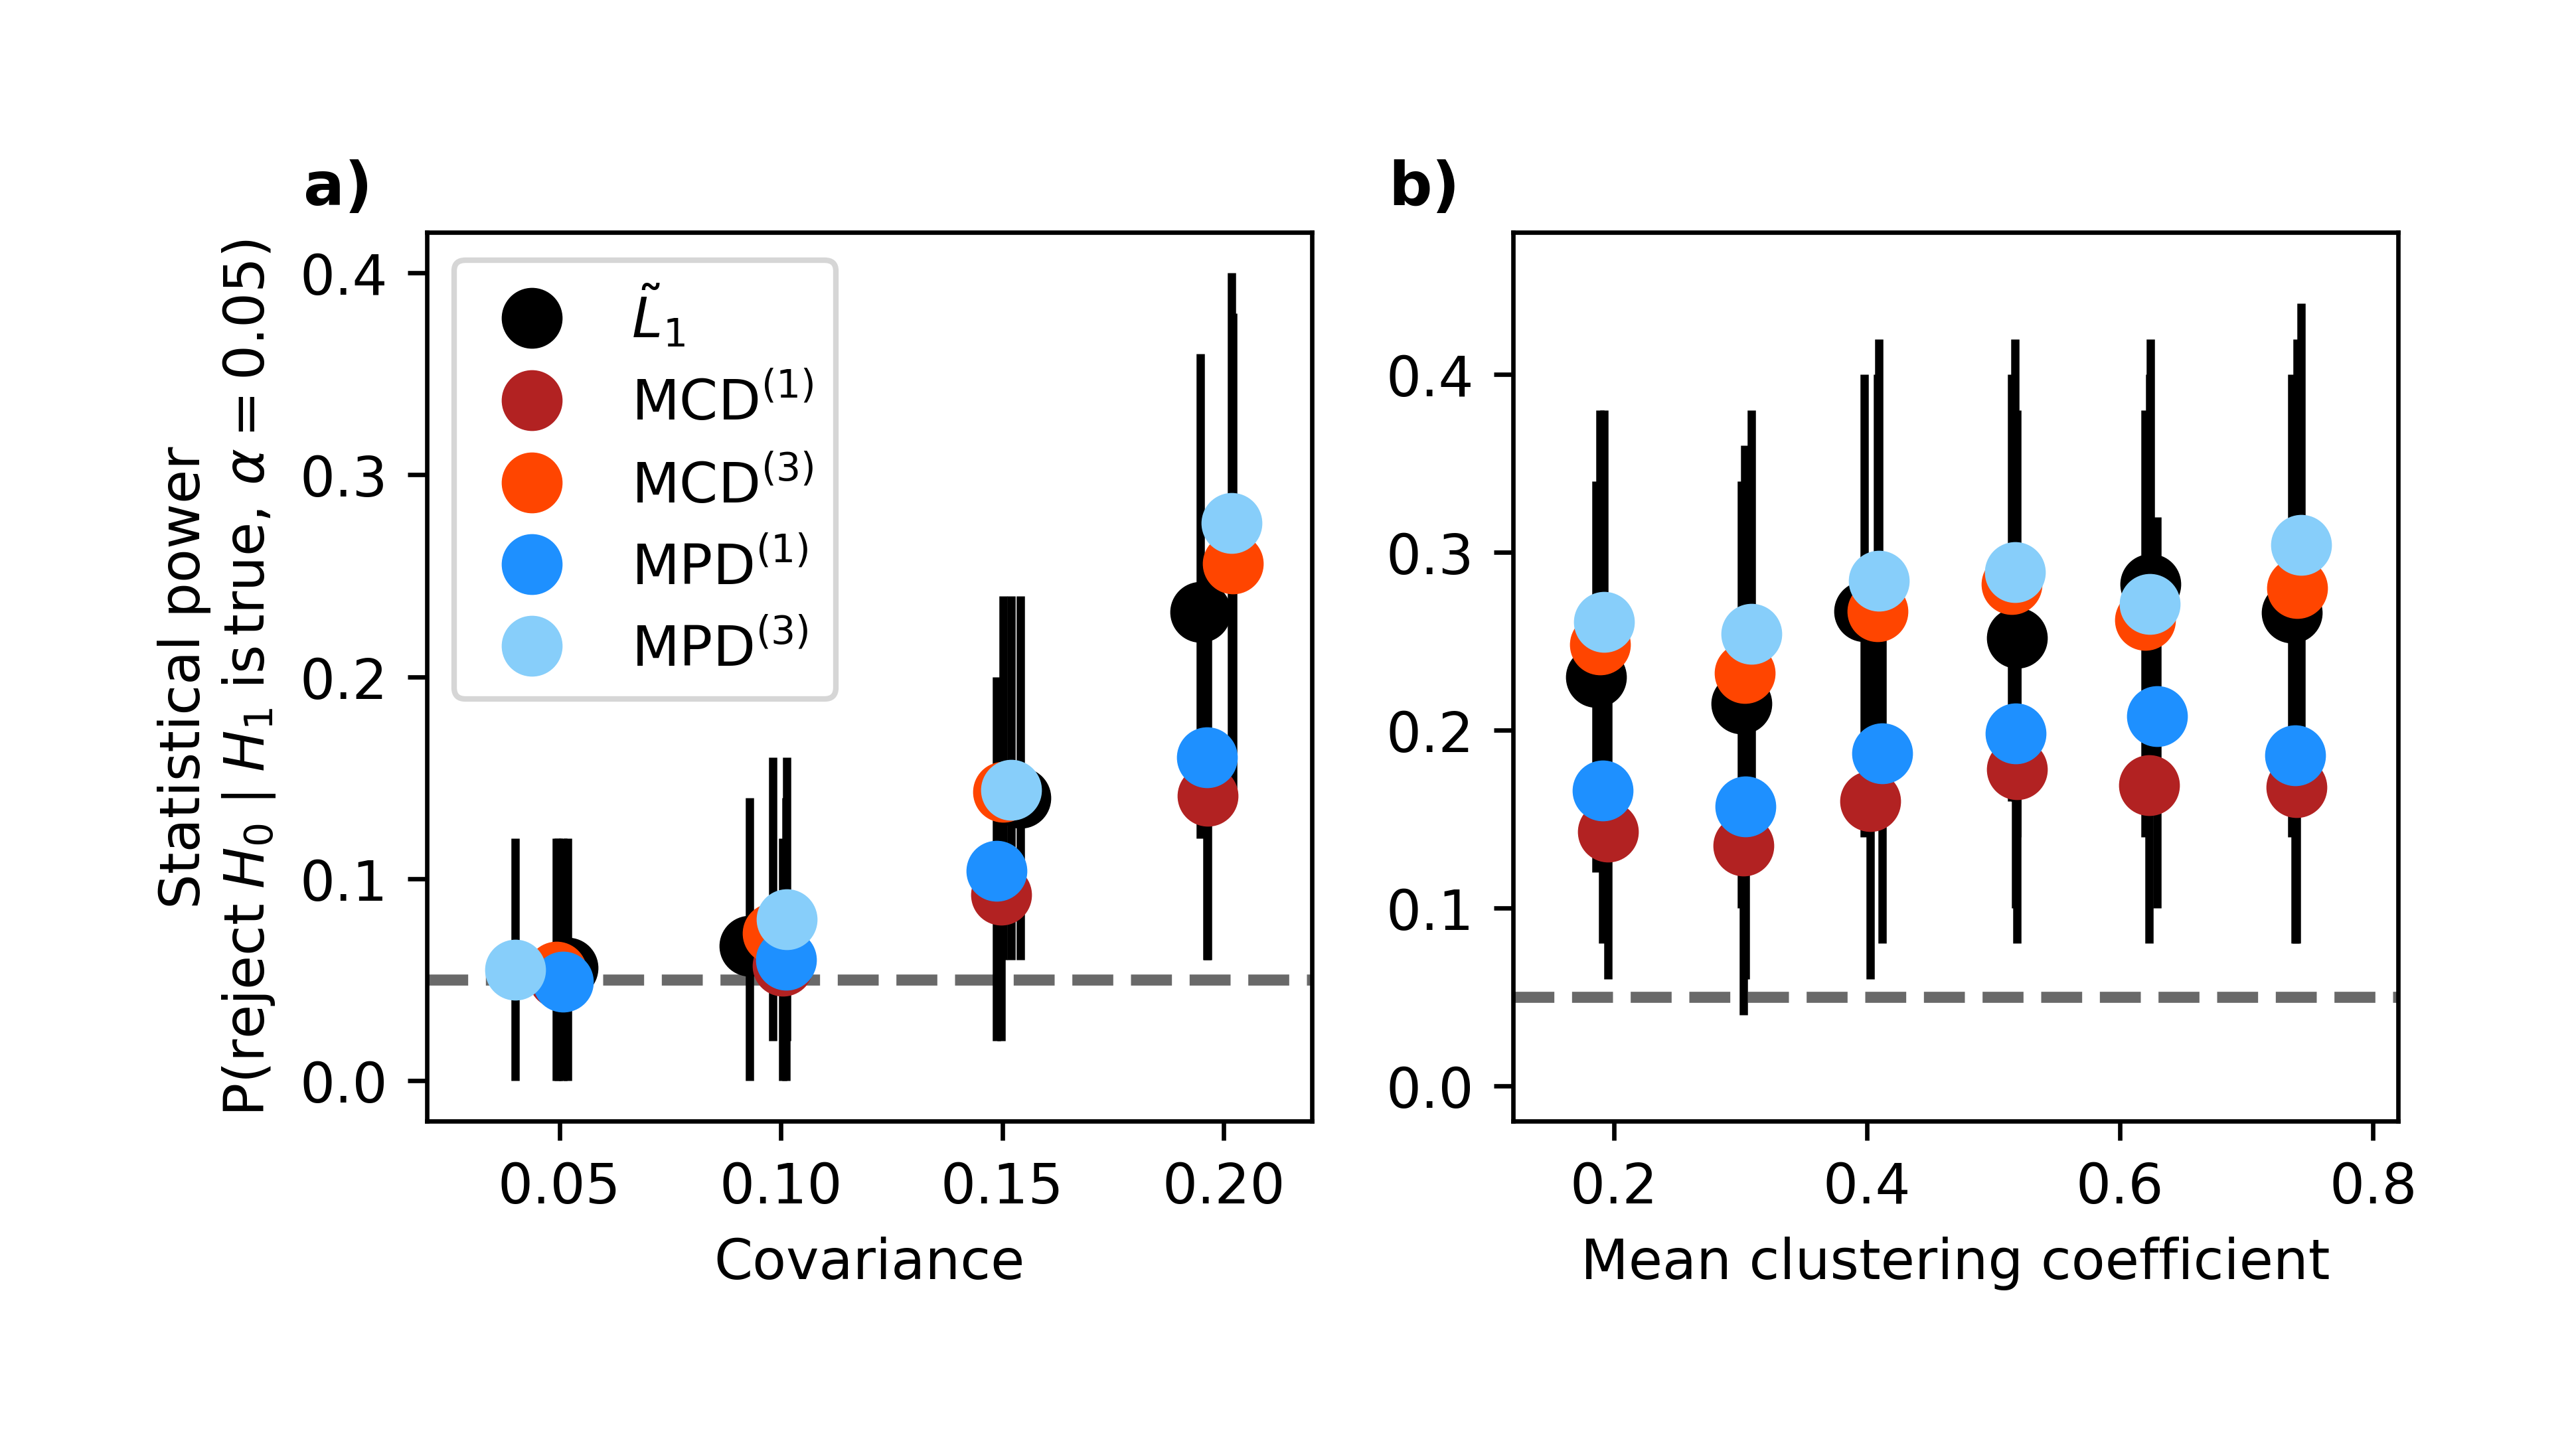 a)
Statistical power
P(reject H₀ | H₁ is true, α = 0.05)
0.4
0.3
0.2
0.1
0.0
L̃₁
MCD⁽¹⁾
MCD⁽³⁾
MPD⁽¹⁾
MPD⁽³⁾
0.05 0.10 0.15 0.20
Covariance
b)
0.4
0.3
0.2
0.1
0.0
0.2 0.4 0.6 0.8
Mean clustering coefficient